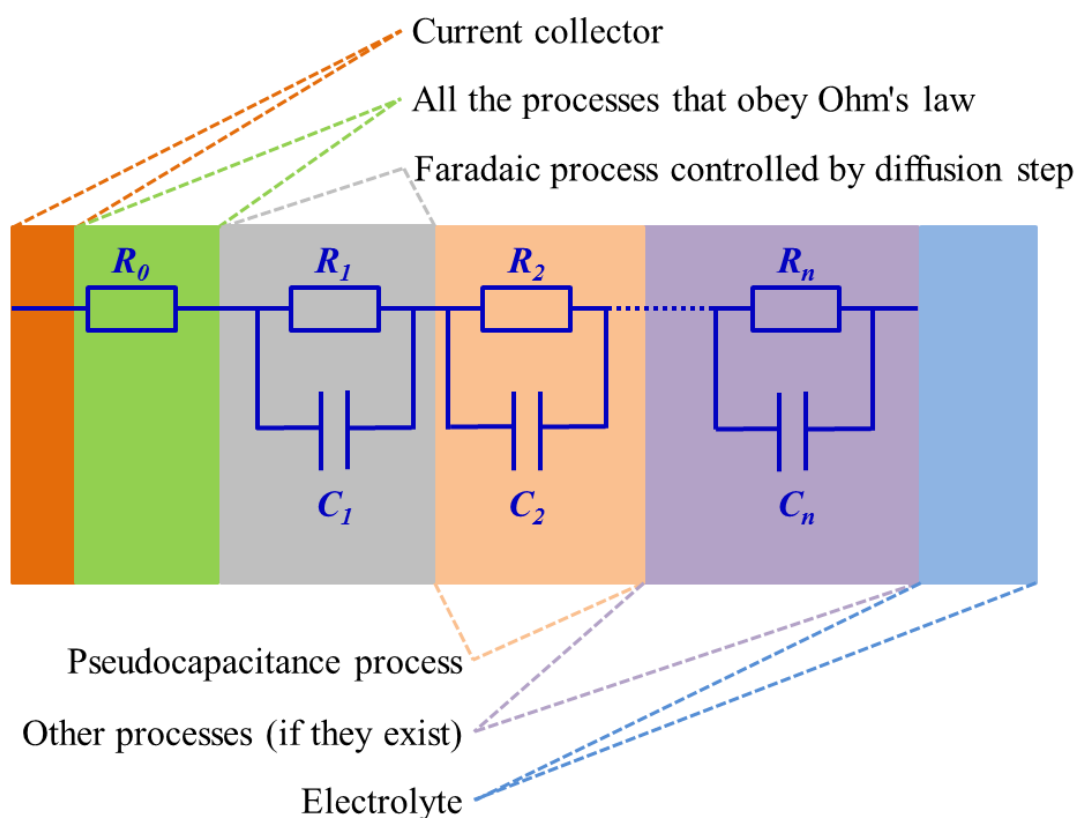 Current collector
All the processes that obey Ohm's law
Faradaic process controlled by diffusion step
R0 R1 R2 Rn
C1 C2 Cn
Pseudocapacitance process
Other processes (if they exist)
Electrolyte